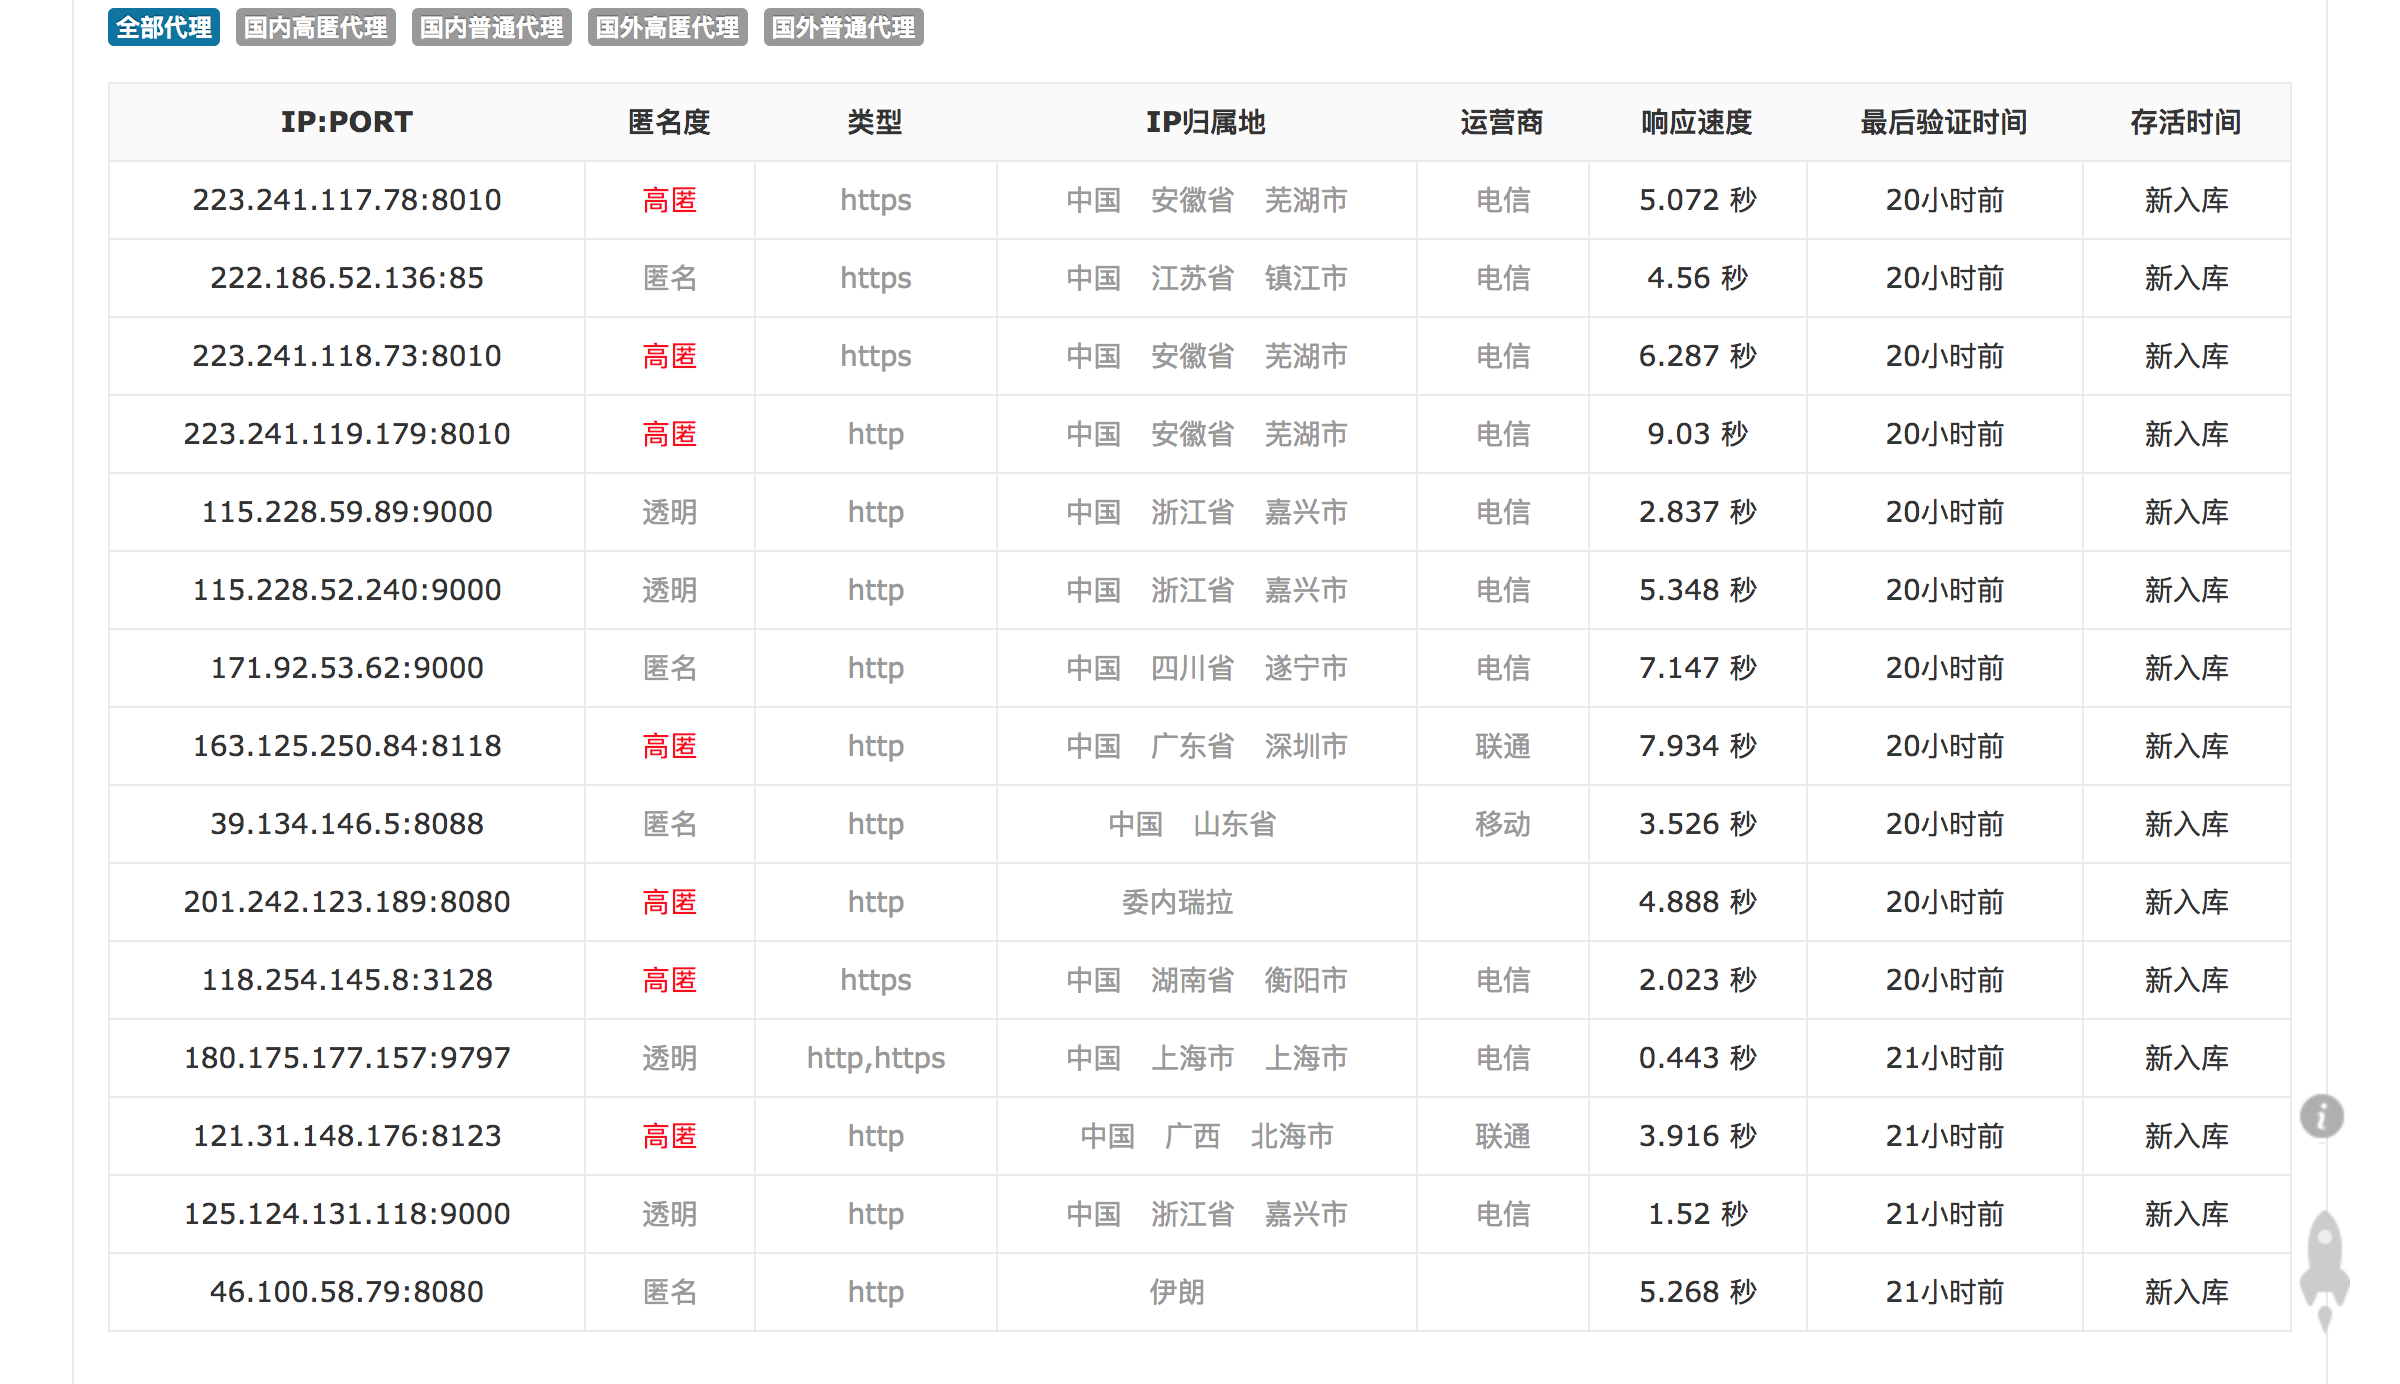 全部代理 国内高匿代理 国内普通代理 国外高匿代理 国外普通代理
IP:PORT 匿名度 类型 IP归属地 运营商 响应速度 最后验证时间 存活时间
223.241.117.78:8010 高匿 https 中国 安徽省 芜湖市 电信 5.072 秒 20小时前 新入库
222.186.52.136:85 匿名 https 中国 江苏省 镇江市 电信 4.56 秒 20小时前 新入库
223.241.118.73:8010 高匿 https 中国 安徽省 芜湖市 电信 6.287 秒 20小时前 新入库
223.241.119.179:8010 高匿 http 中国 安徽省 芜湖市 电信 9.03 秒 20小时前 新入库
115.228.59.89:9000 透明 http 中国 浙江省 嘉兴市 电信 2.837 秒 20小时前 新入库
115.228.52.240:9000 透明 http 中国 浙江省 嘉兴市 电信 5.348 秒 20小时前 新入库
171.92.53.62:9000 匿名 http 中国 四川省 遂宁市 电信 7.147 秒 20小时前 新入库
163.125.250.84:8118 高匿 http 中国 广东省 深圳市 联通 7.934 秒 20小时前 新入库
39.134.146.5:8088 匿名 http 中国 山东省 移动 3.526 秒 20小时前 新入库
201.242.123.189:8080 高匿 http 委内瑞拉 4.888 秒 20小时前 新入库
118.254.145.8:3128 高匿 https 中国 湖南省 衡阳市 电信 2.023 秒 20小时前 新入库
180.175.177.157:9797 透明 http,https 中国 上海市 上海市 电信 0.443 秒 21小时前 新入库
121.31.148.176:8123 高匿 http 中国 广西 北海市 联通 3.916 秒 21小时前 新入库
125.124.131.118:9000 透明 http 中国 浙江省 嘉兴市 电信 1.52 秒 21小时前 新入库
46.100.58.79:8080 匿名 http 伊朗 5.268 秒 21小时前 新入库